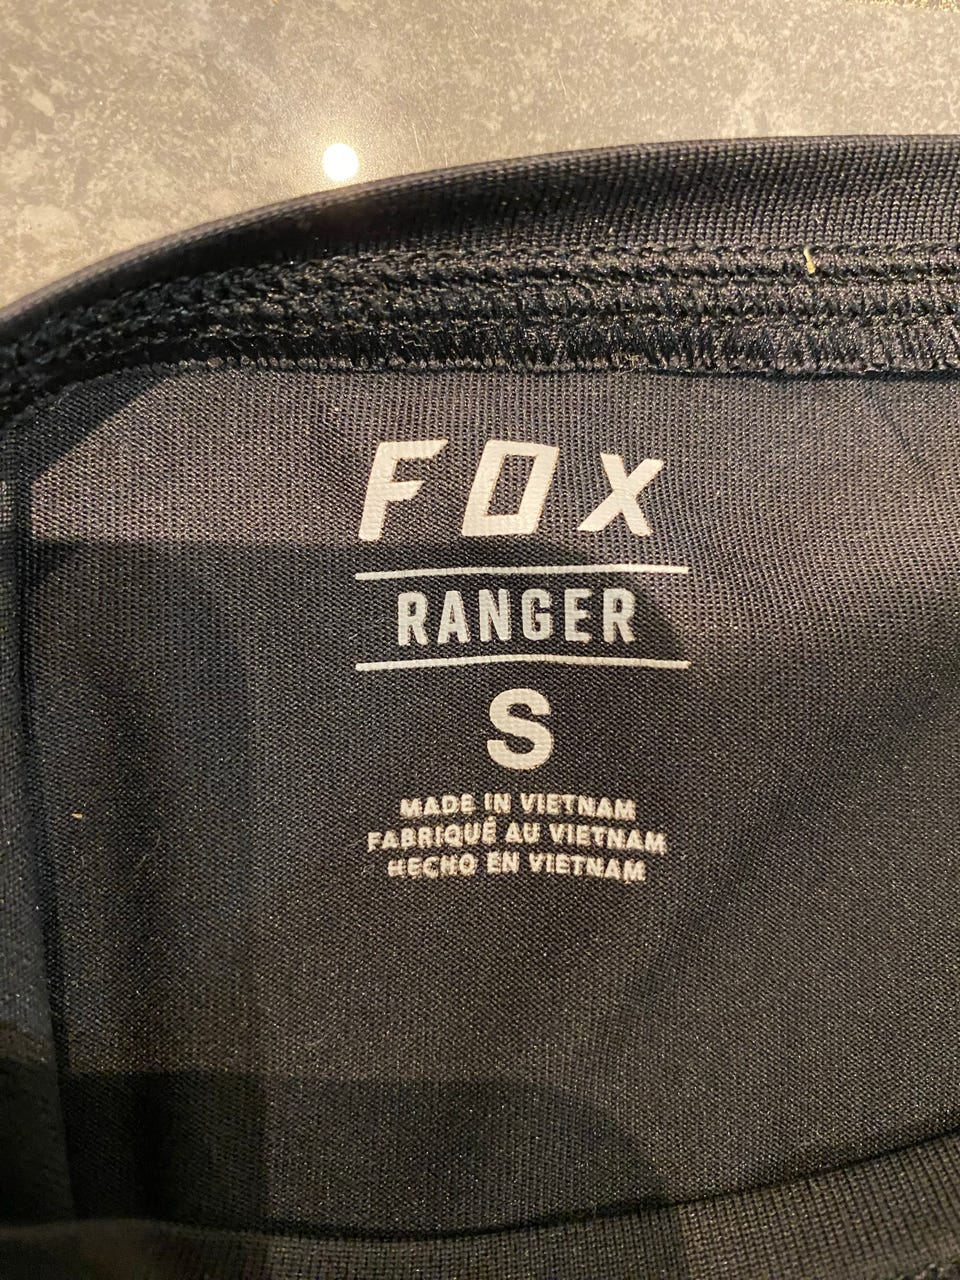 FOX
RANGER
S
MADE IN VIETNAM
FABRIQUÉ AU VIETNAM
HECHO EN VIETNAM